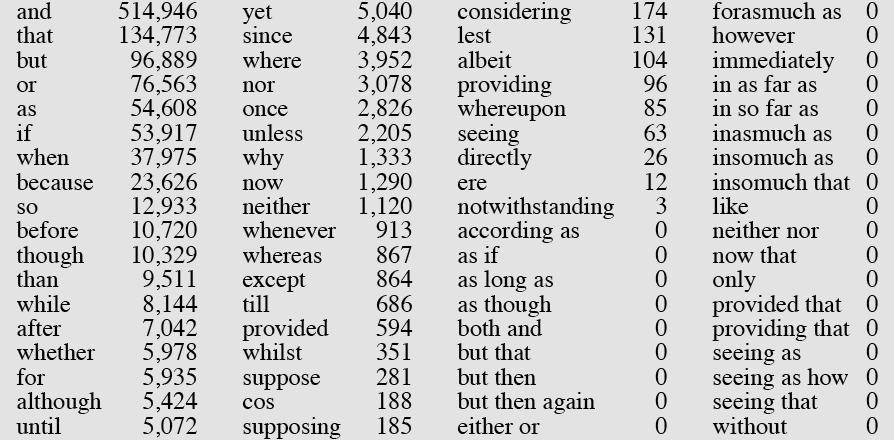 and 514,946 yet 5,040 considering 174 forasmuch as 0
that 134,773 since 4,843 lest 131 however 0
but 96,889 where 3,952 albeit 104 immediately 0
or 76,563 nor 3,078 providing 96 in as far as 0
as 54,608 once 2,826 whereupon 85 in so far as 0
if 53,917 unless 2,205 seeing 63 inasmuch as 0
when 37,975 why 1,333 directly 26 insomuch as 0
because 23,626 now 1,290 ere 12 insomuch that 0
so 12,933 neither 1,120 notwithstanding 3 like 0
before 10,720 whenever 913 according as 0 neither nor 0
though 10,329 whereas 867 as if 0 now that 0
than 9,511 except 864 as long as 0 only 0
while 8,144 till 686 as though 0 provided that 0
after 7,042 provided 594 both and 0 providing that 0
whether 5,978 whilst 351 but that 0 seeing as 0
for 5,935 suppose 281 but then 0 seeing as how 0
although 5,424 cos 188 but then again 0 seeing that 0
until 5,072 supposing 185 either or 0 without 0